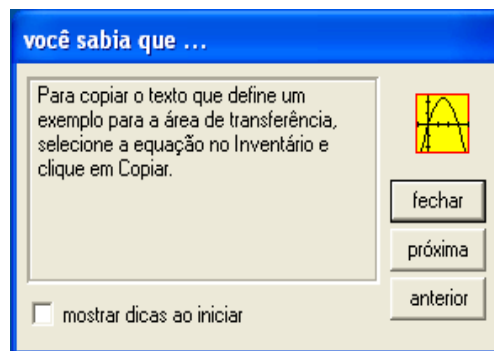 você sabia que ...
Para copiar o texto que define um
exemplo para a área de transferência,
selecione a equação no Inventário e
clique em Copiar.
fechar
próxima
anterior
mostrar dicas ao iniciar